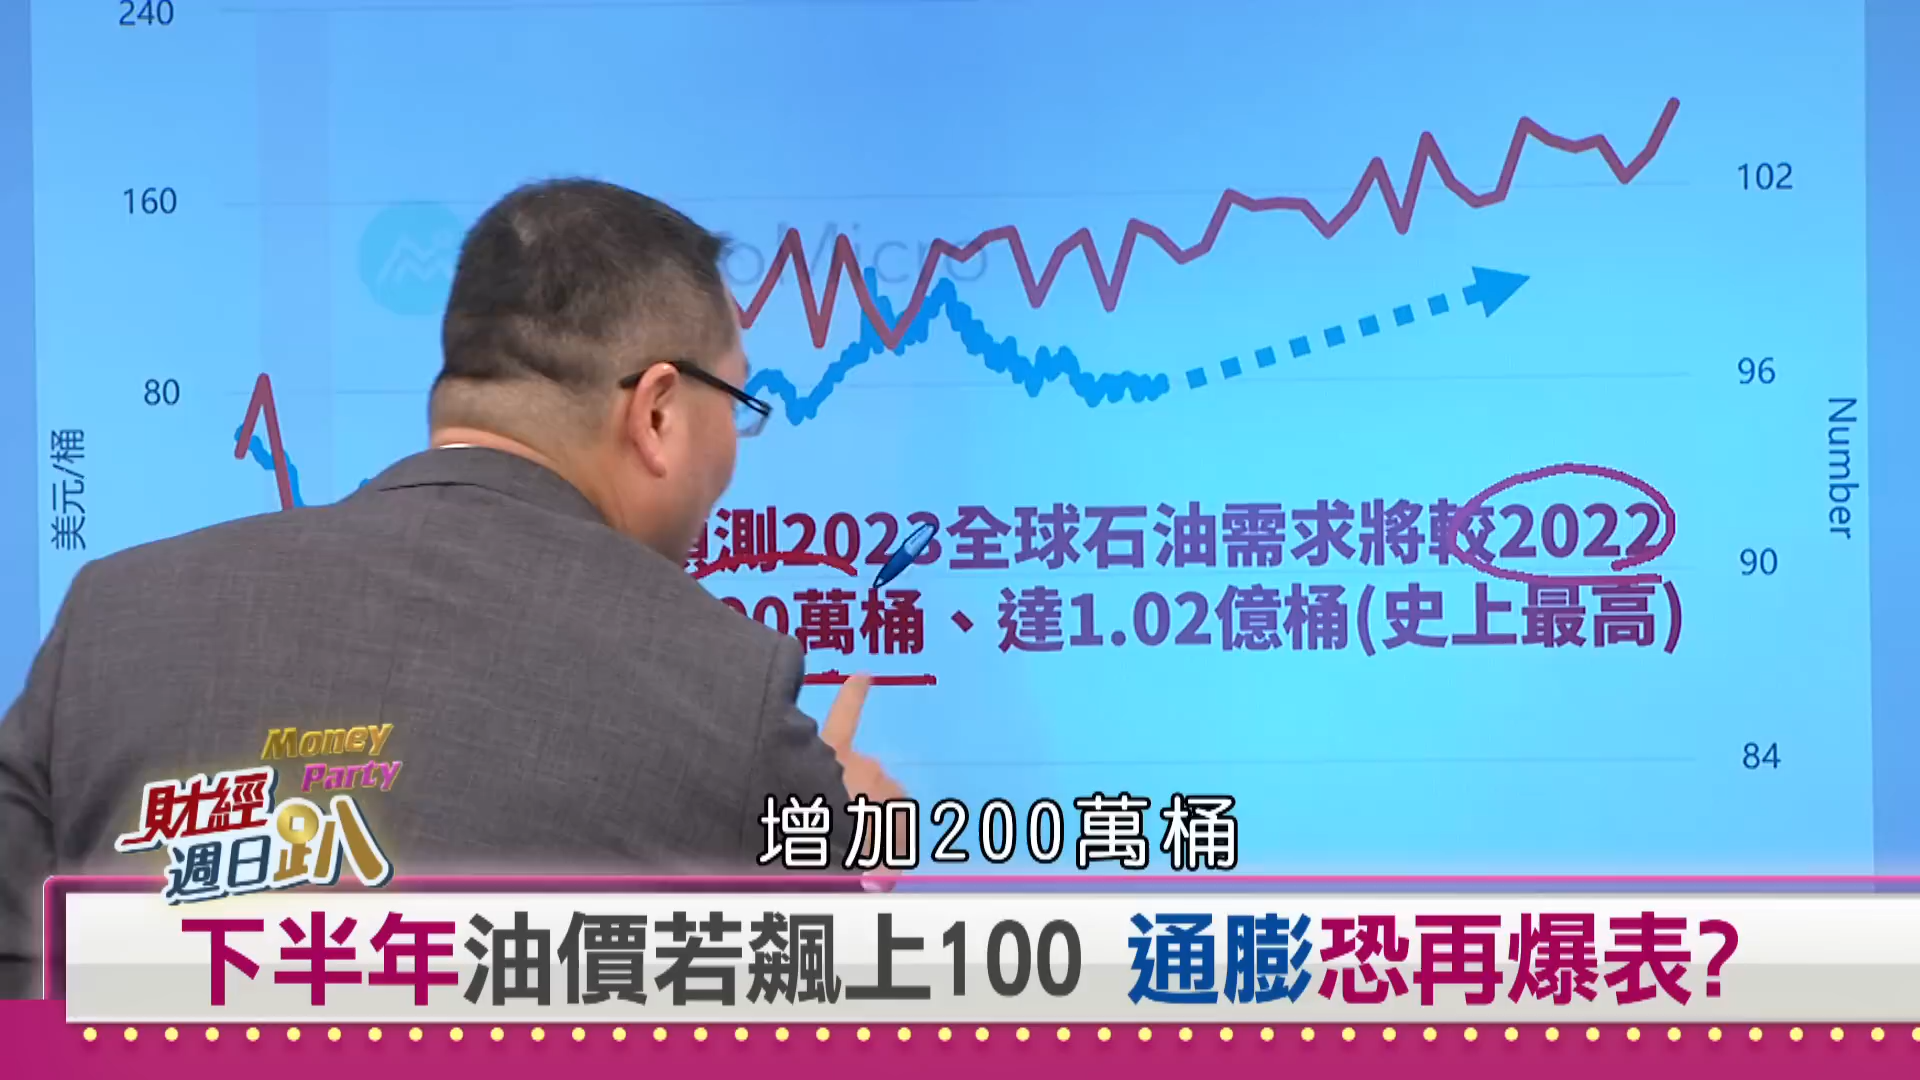 240
160
80
美元/桶
102
96
90
84
Number
oMicro
測2023全球石油需求將較2022
00萬桶、達1.02億桶(史上最高)
Money
Party
財經
週日趴
增加200萬桶
下半年油價若飆上100 通膨恐再爆表?